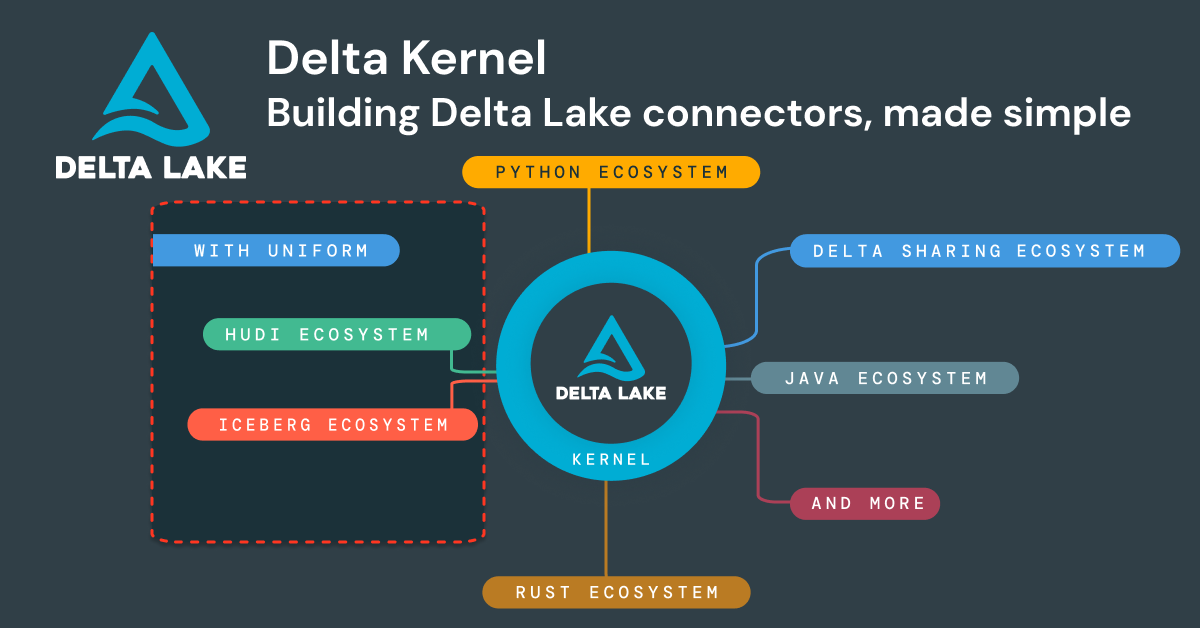 Delta Kernel
Building Delta Lake connectors, made simple
DELTA LAKE
PYTHON ECOSYSTEM
WITH UNIFORM
DELTA SHARING ECOSYSTEM
HUDI ECOSYSTEM
JAVA ECOSYSTEM
DELTA LAKE
ICEBERG ECOSYSTEM
KERNEL
AND MORE
RUST ECOSYSTEM